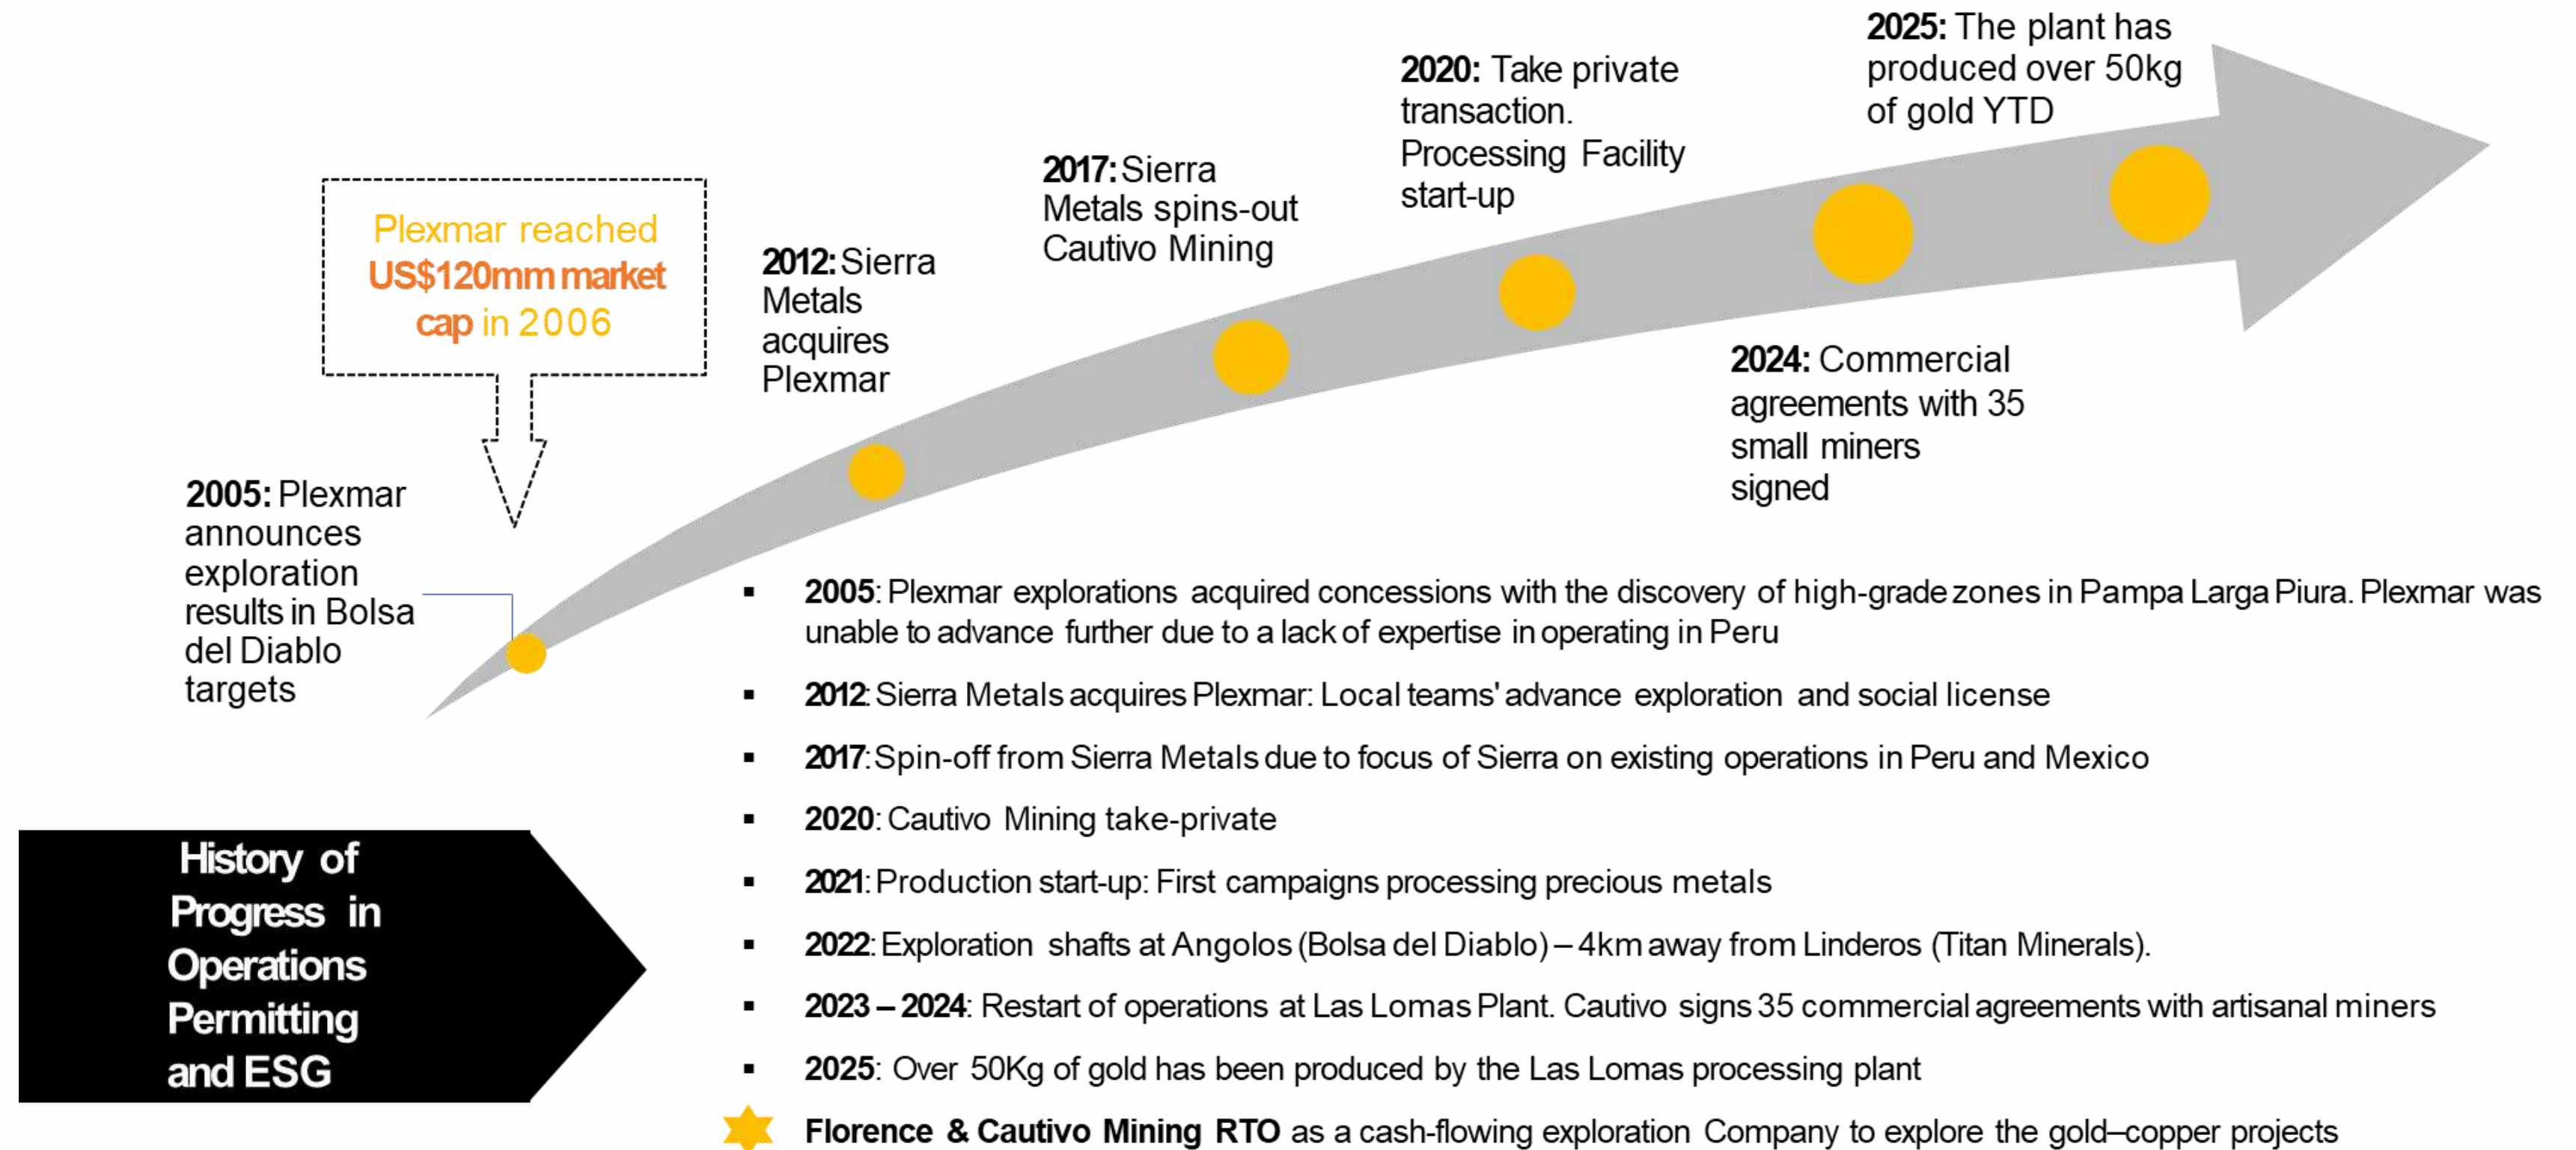 2005: Plexmar
announces
exploration
results in Bolsa
del Diablo
targets
Plexmar reached
US$120mm market
cap in 2006
2012: Sierra
Metals
acquires
Plexmar
2017: Sierra
Metals spins-out
Cautivo Mining
2020: Take private
transaction.
Processing Facility
start-up
2024: Commercial
agreements with 35
small miners
signed
2025: The plant has
produced over 50kg
of gold YTD
History of
Progress in
Operations
Permitting
and ESG
▪ 2005: Plexmar explorations acquired concessions with the discovery of high-grade zones in Pampa Larga Piura. Plexmar was
unable to advance further due to a lack of expertise in operating in Peru
▪ 2012: Sierra Metals acquires Plexmar: Local teams' advance exploration and social license
▪ 2017: Spin-off from Sierra Metals due to focus of Sierra on existing operations in Peru and Mexico
▪ 2020: Cautivo Mining take-private
▪ 2021: Production start-up: First campaigns processing precious metals
▪ 2022: Exploration shafts at Angolos (Bolsa del Diablo) – 4km away from Linderos (Titan Minerals).
▪ 2023 – 2024: Restart of operations at Las Lomas Plant. Cautivo signs 35 commercial agreements with artisanal miners
▪ 2025: Over 50Kg of gold has been produced by the Las Lomas processing plant
Florence & Cautivo Mining RTO as a cash-flowing exploration Company to explore the gold–copper projects